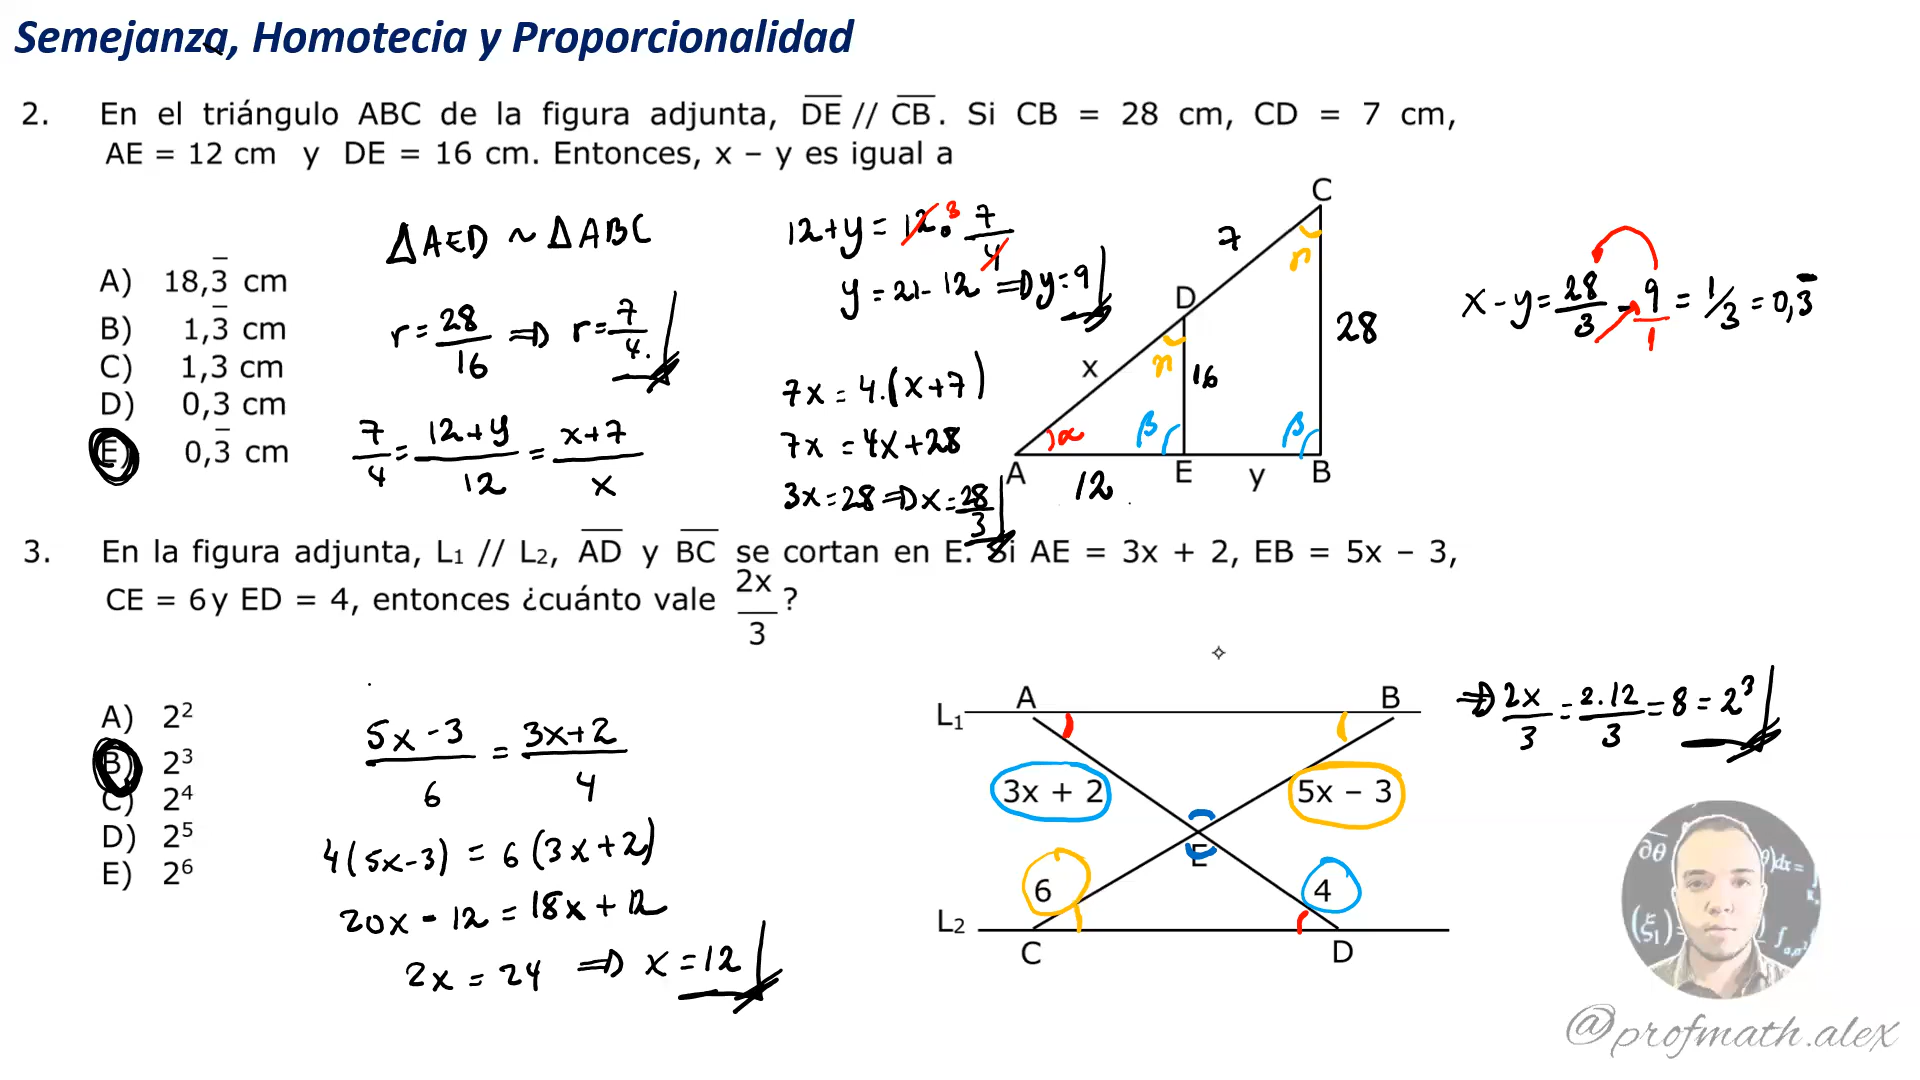 Semejanza, Homotecia y Proporcionalidad
2. En el triángulo ABC de la figura adjunta, D̅E̅ // C̅B̅. Si CB = 28 cm, CD = 7 cm,
AE = 12 cm y DE = 16 cm. Entonces, x – y es igual a
A) 18,3̅ cm
B) 1,3̅ cm
C) 1,3 cm
D) 0,3 cm
E) 0,3̅ cm
Δ AED ~ Δ ABC
r = 28/16 ⇒ r = 7/4
7/4 = 12+y/12 = x+7/x
12+y = 12 · 7/4
3
y = 21 - 12 ⇒ y = 9
7x = 4.(x+7)
7x = 4x+28
3x = 28 ⇒ x = 28/3
C
7
n
D
28
x
n
16
β
β
α
A
E
y
B
12
x - y = 28/3 - 9/1 = 1/3 = 0,3̅
3. En la figura adjunta, L₁ // L₂, A̅D̅ y B̅C̅ se cortan en E. Si AE = 3x + 2, EB = 5x – 3,
CE = 6 y ED = 4, entonces ¿cuánto vale 2x/3?
A) 2²
B) 2³
C) 2⁴
D) 2⁵
E) 2⁶
5x - 3/6 = 3x+2/4
4(5x-3) = 6(3x+2)
20x - 12 = 18x + 12
2x = 24 ⇒ x = 12
A
B
L₁
3x + 2
5x – 3
E
6
4
L₂
C
D
⇒ 2x/3 = 2.12/3 = 8 = 2³
@profmath.alex